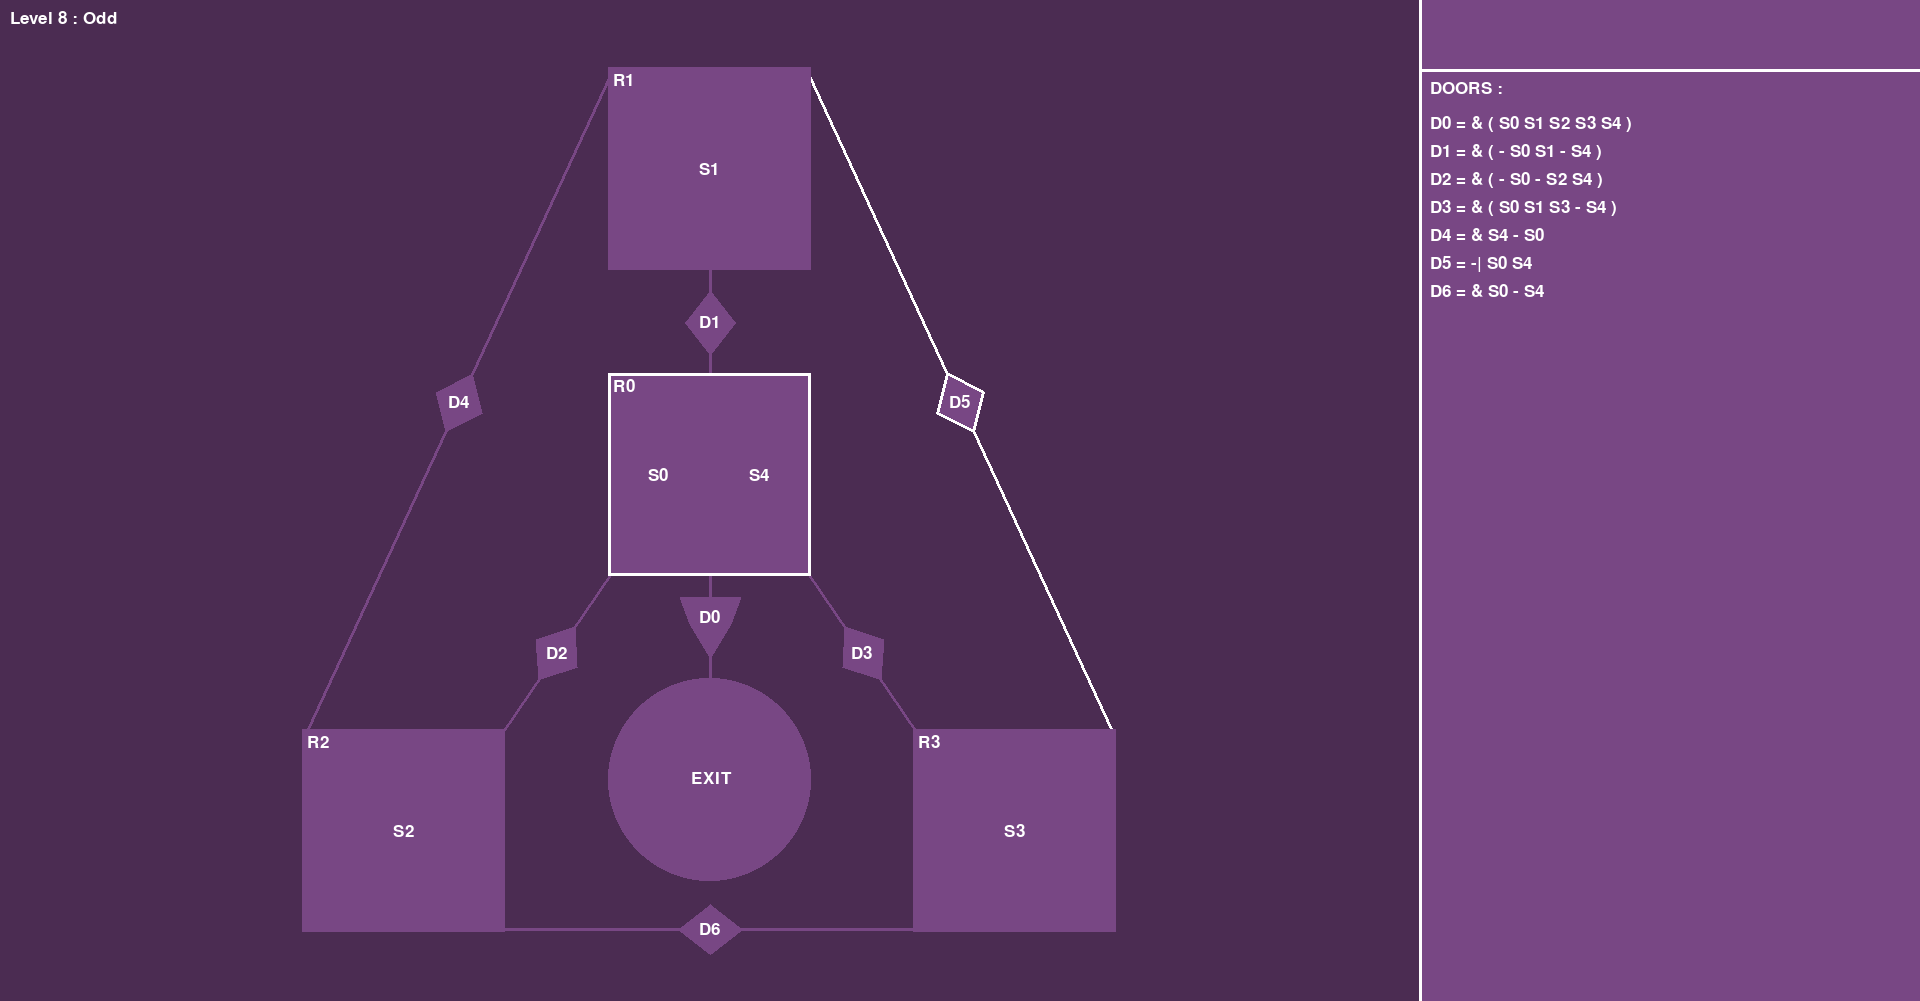 Level 8 : Odd
R1
S1
D1
D4
D5
R0
S0 S4
D0
D2
D3
R2
S2
EXIT
R3
S3
D6
DOORS :
D0 = & ( S0 S1 S2 S3 S4 )
D1 = & ( - S0 S1 - S4 )
D2 = & ( - S0 - S2 S4 )
D3 = & ( S0 S1 S3 - S4 )
D4 = & S4 - S0
D5 = -| S0 S4
D6 = & S0 - S4